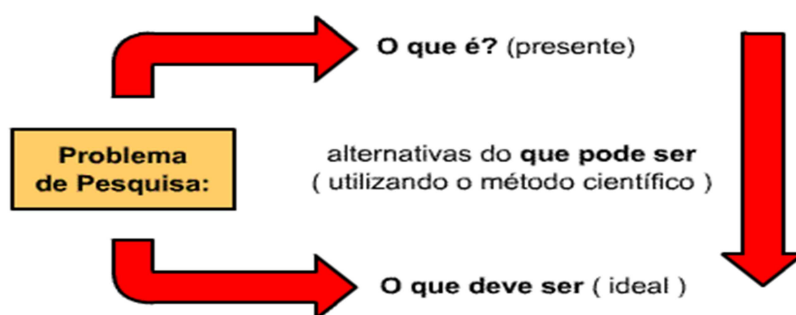 O que é? (presente)
Problema
de Pesquisa:
alternativas do que pode ser
( utilizando o método científico )
O que deve ser ( ideal )